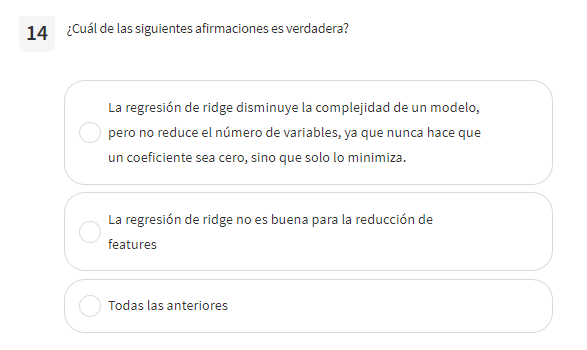 14
¿Cuál de las siguientes afirmaciones es verdadera?
La regresión de ridge disminuye la complejidad de un modelo,
pero no reduce el número de variables, ya que nunca hace que
un coeficiente sea cero, sino que solo lo minimiza.
La regresión de ridge no es buena para la reducción de
features
Todas las anteriores